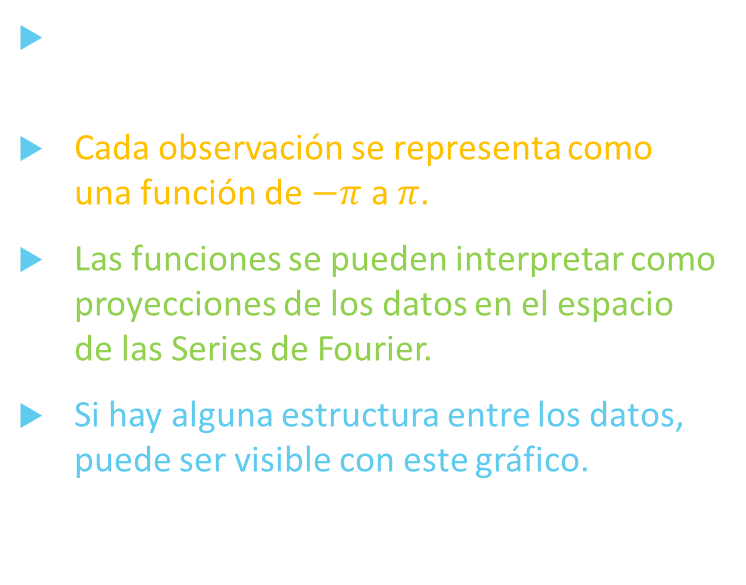 Cada observación se representa como
una función de −𝜋 a 𝜋.
Las funciones se pueden interpretar como
proyecciones de los datos en el espacio
de las Series de Fourier.
Si hay alguna estructura entre los datos,
puede ser visible con este gráfico.